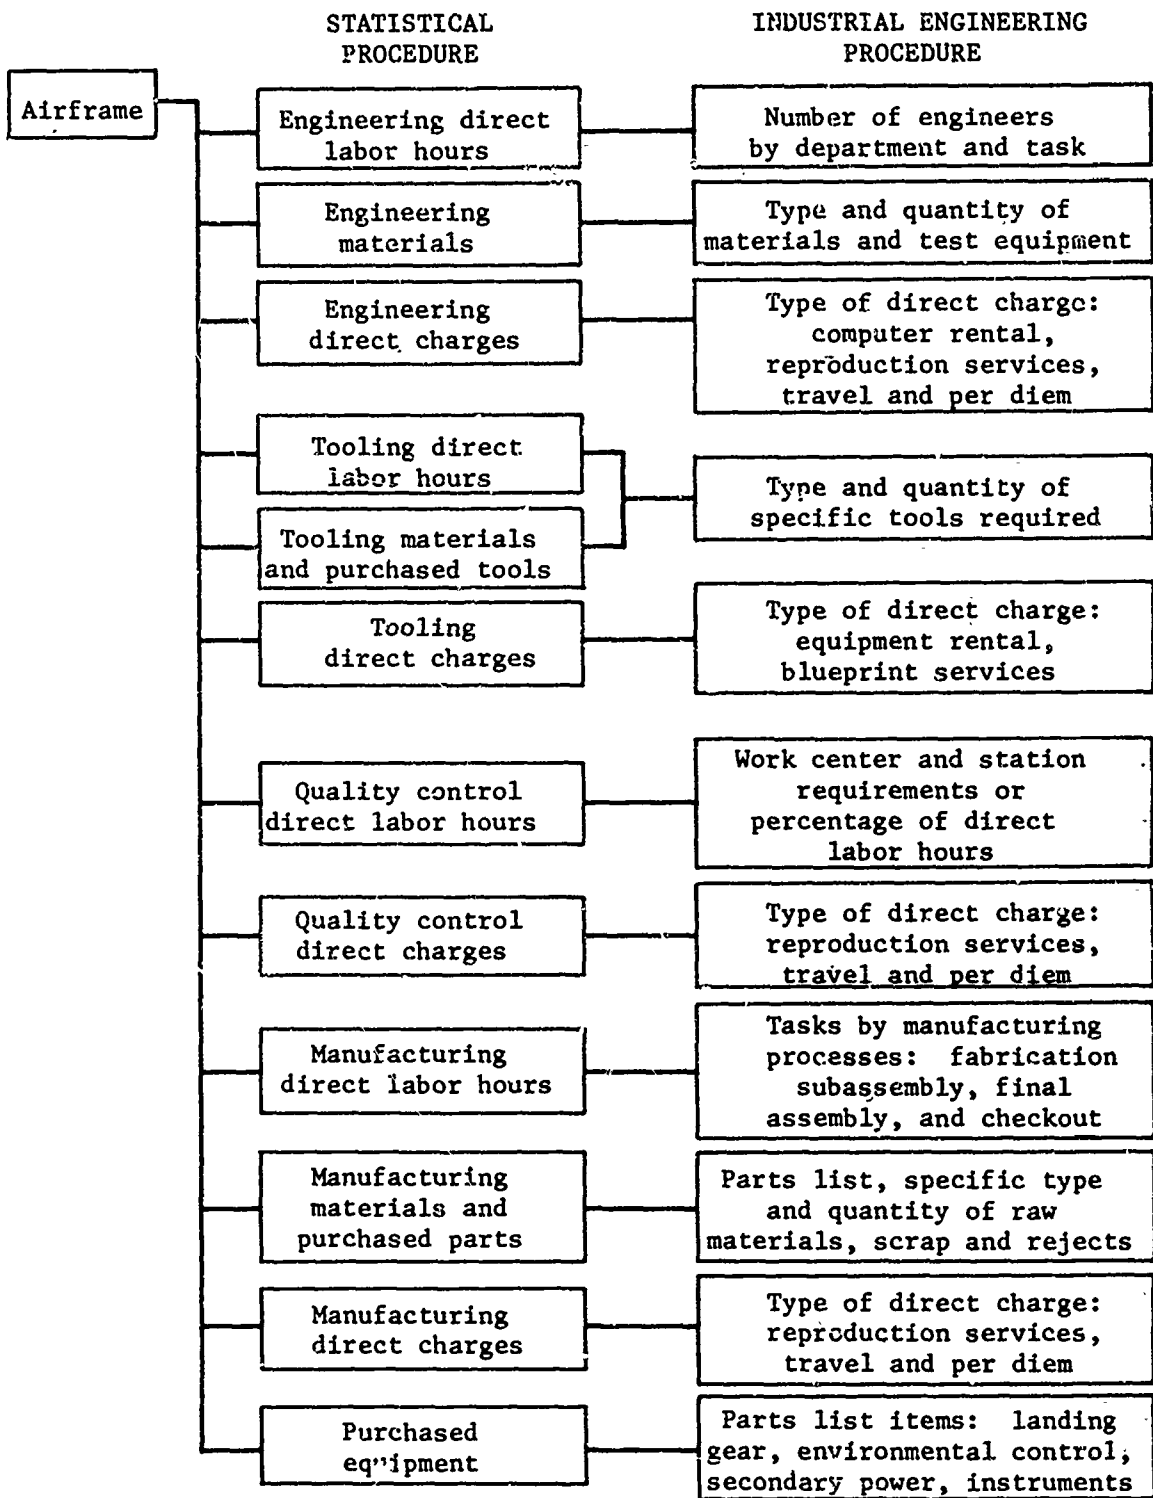 STATISTICAL
PROCEDURE
INDUSTRIAL ENGINEERING
PROCEDURE
Airframe
Engineering direct
labor hours
Number of engineers
by department and task
Engineering
materials
Type and quantity of
materials and test equipment
Engineering
direct charges
Type of direct charge:
computer rental,
reproduction services,
travel and per diem
Tooling direct
labor hours
Tooling materials
and purchased tools
Type and quantity of
specific tools required
Tooling
direct charges
Type of direct charge:
equipment rental,
blueprint services
Quality control
direct labor hours
Work center and station
requirements or
percentage of direct
labor hours
Quality control
direct charges
Type of direct charge:
reproduction services,
travel and per diem
Manufacturing
direct labor hours
Tasks by manufacturing
processes: fabrication
subassembly, final
assembly, and checkout
Manufacturing
materials and
purchased parts
Parts list, specific type
and quantity of raw
materials, scrap and rejects
Manufacturing
direct charges
Type of direct charge:
reproduction services,
travel and per diem
Purchased
equipment
Parts list items: landing
gear, environmental control,
secondary power, instruments